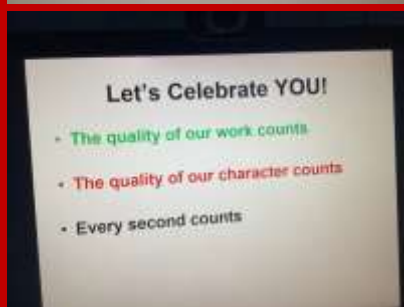 Let's Celebrate YOU!
• The quality of our work counts
• The quality of our character counts
• Every second counts